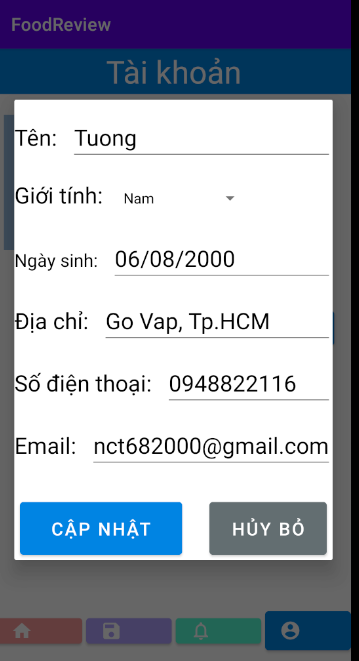 FoodReview
Tài khoản
Tên: Tuong
Giới tính: Nam
Ngày sinh: 06/08/2000
Địa chỉ: Go Vap, Tp.HCM
Số điện thoại: 0948822116
Email: nct682000@gmail.com
CẬP NHẬT HỦY BỎ